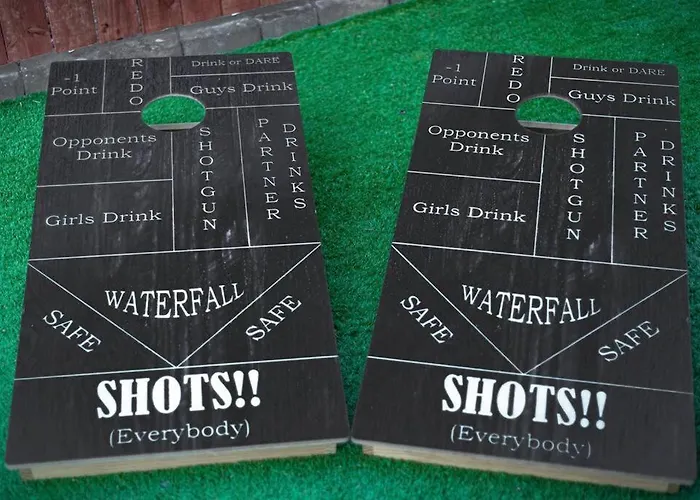 -1
Point
REDO
Drink or DARE
Guys Drink
Opponents
Drink
SHOTGUN
PARTNER
DRINKS
Girls Drink
WATERFALL
SAFE
SAFE
SHOTS!!
(Everybody)
-1
Point
REDO
Drink or DARE
Guys Drink
Opponents
Drink
SHOTGUN
PARTNER
DRINKS
Girls Drink
WATERFALL
SAFE
SAFE
SHOTS!!
(Everybody)